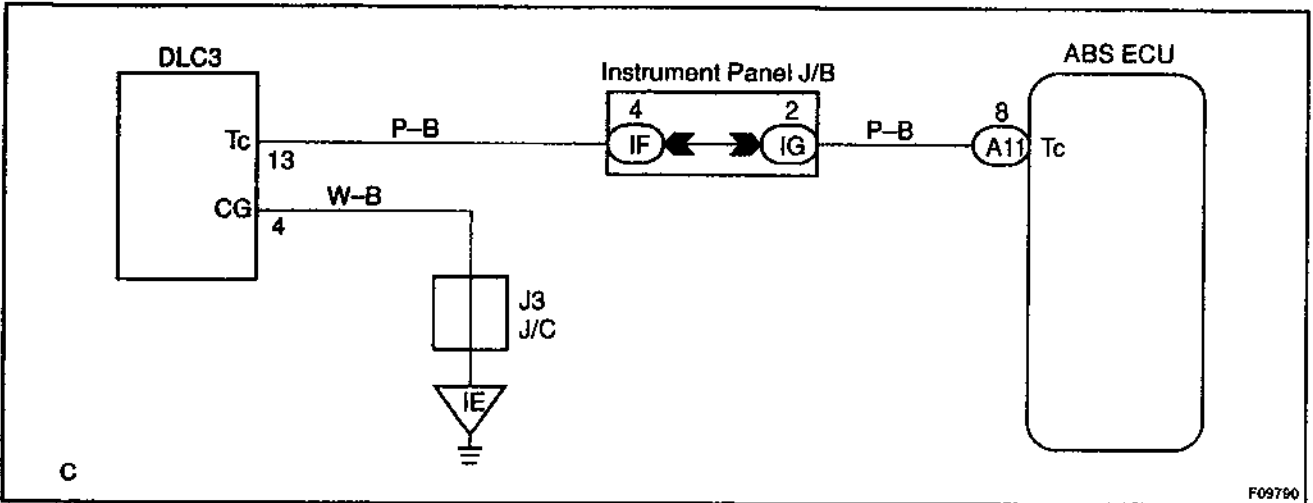 DLC3
Instrument Panel J/B
ABS ECU
4
2
8
Tc
P–B
IF
IG
P–B
A11
Tc
13
CG
W–B
4
J3
J/C
IE
C
F09790